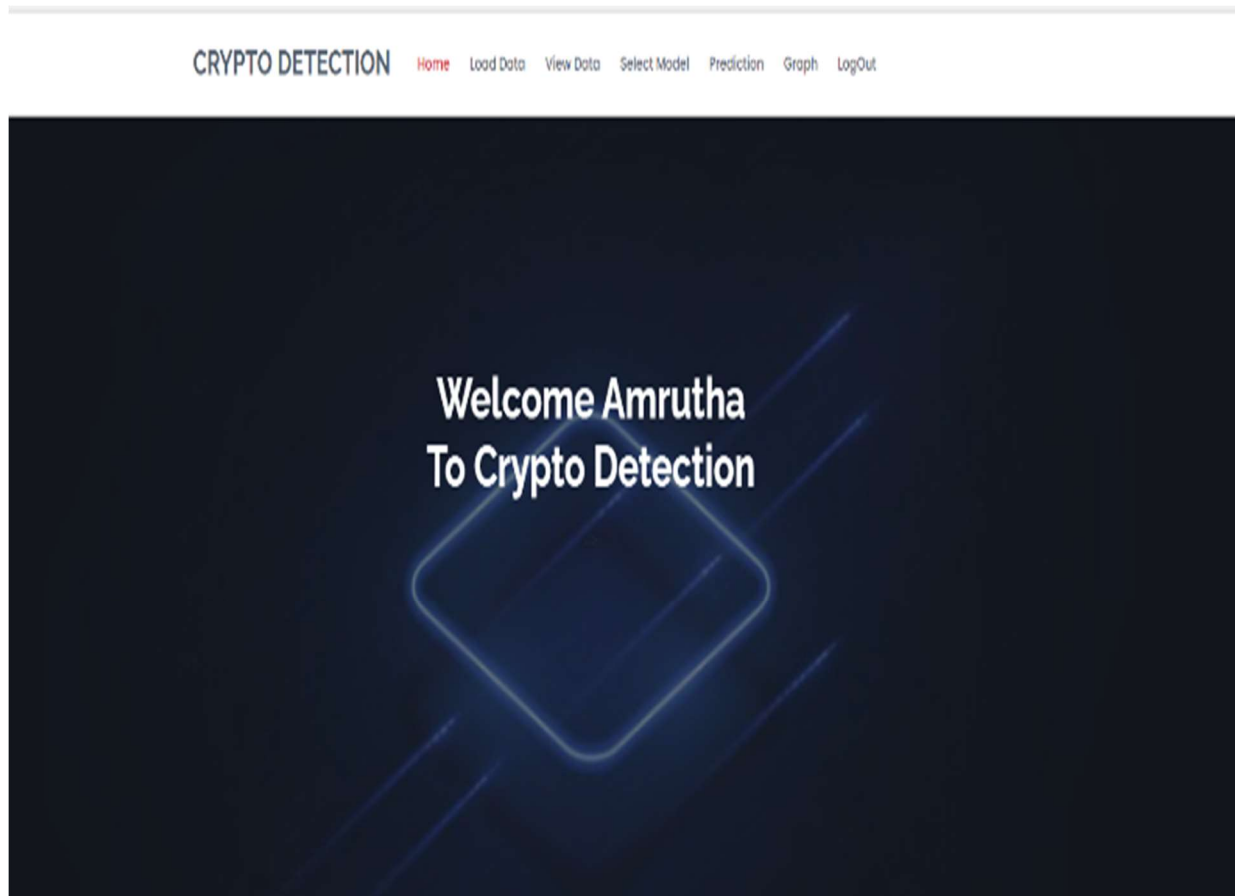 CRYPTO DETECTION Home Load Data View Data Select Model Prediction Graph LogOut
Welcome Amrutha
To Crypto Detection